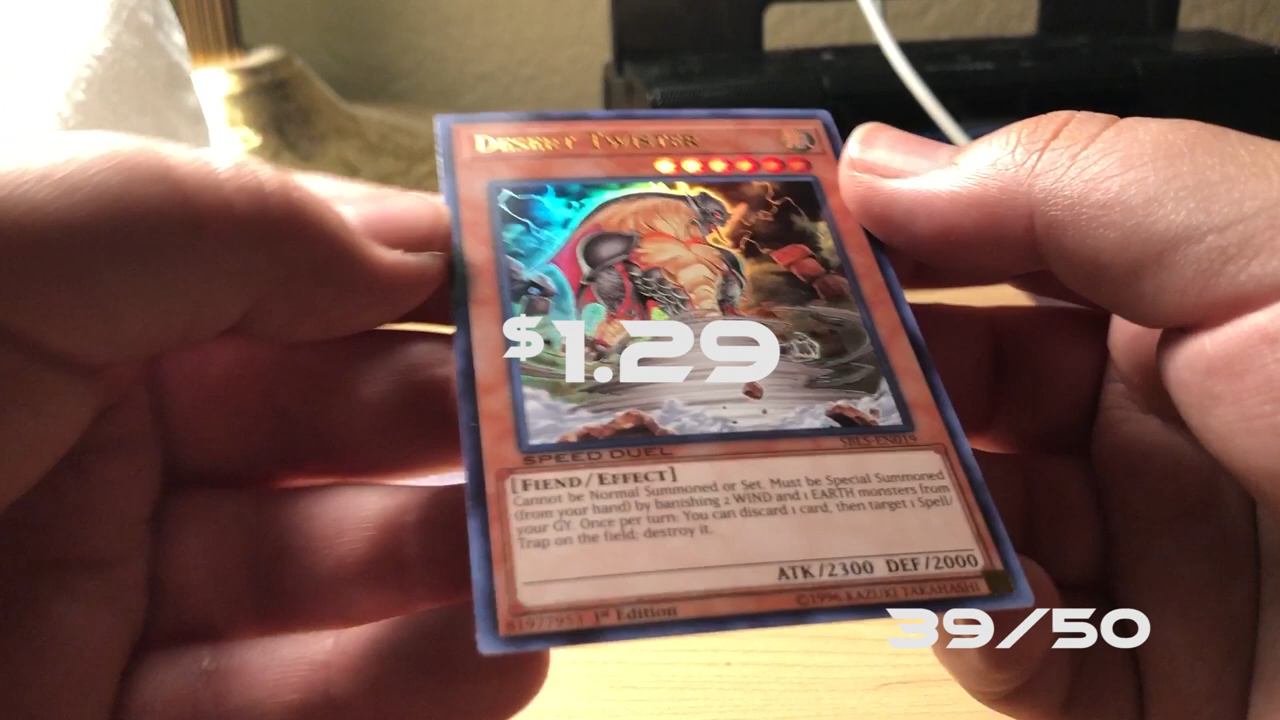 DESERT TWISTER
$1.29
SBLS-EN019
SPEED DUEL
[FIEND/EFFECT]
Cannot be Normal Summoned or Set. Must be Special Summoned
(from your hand) by banishing 2 WIND and 1 EARTH monsters from
your GY. Once per turn: You can discard 1 card, then target 1 Spell/
Trap on the field; destroy it.
ATK/2300 DEF/2000
81977953 1st Edition
©1996 KAZUKI TAKAHASHI
39/50